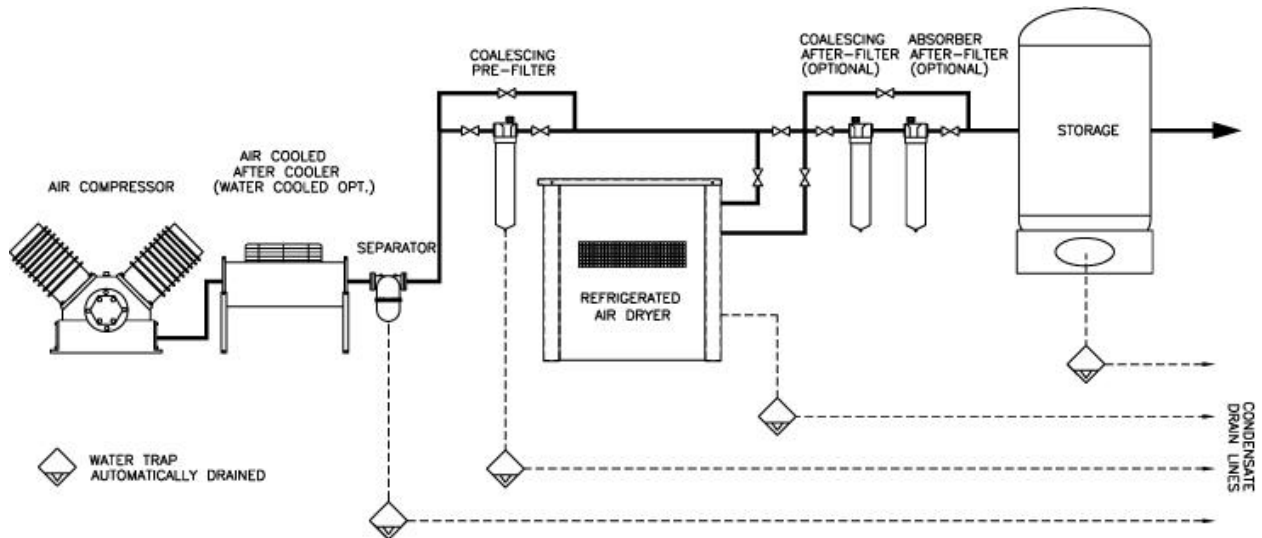 COALESCING
PRE-FILTER
COALESCING
AFTER-FILTER
(OPTIONAL)
ABSORBER
AFTER-FILTER
(OPTIONAL)
STORAGE
AIR COOLED
AFTER COOLER
(WATER COOLED OPT.)
AIR COMPRESSOR
SEPARATOR
REFRIGERATED
AIR DRYER
WATER TRAP
AUTOMATICALLY DRAINED
CONDENSATE
DRAIN LINES